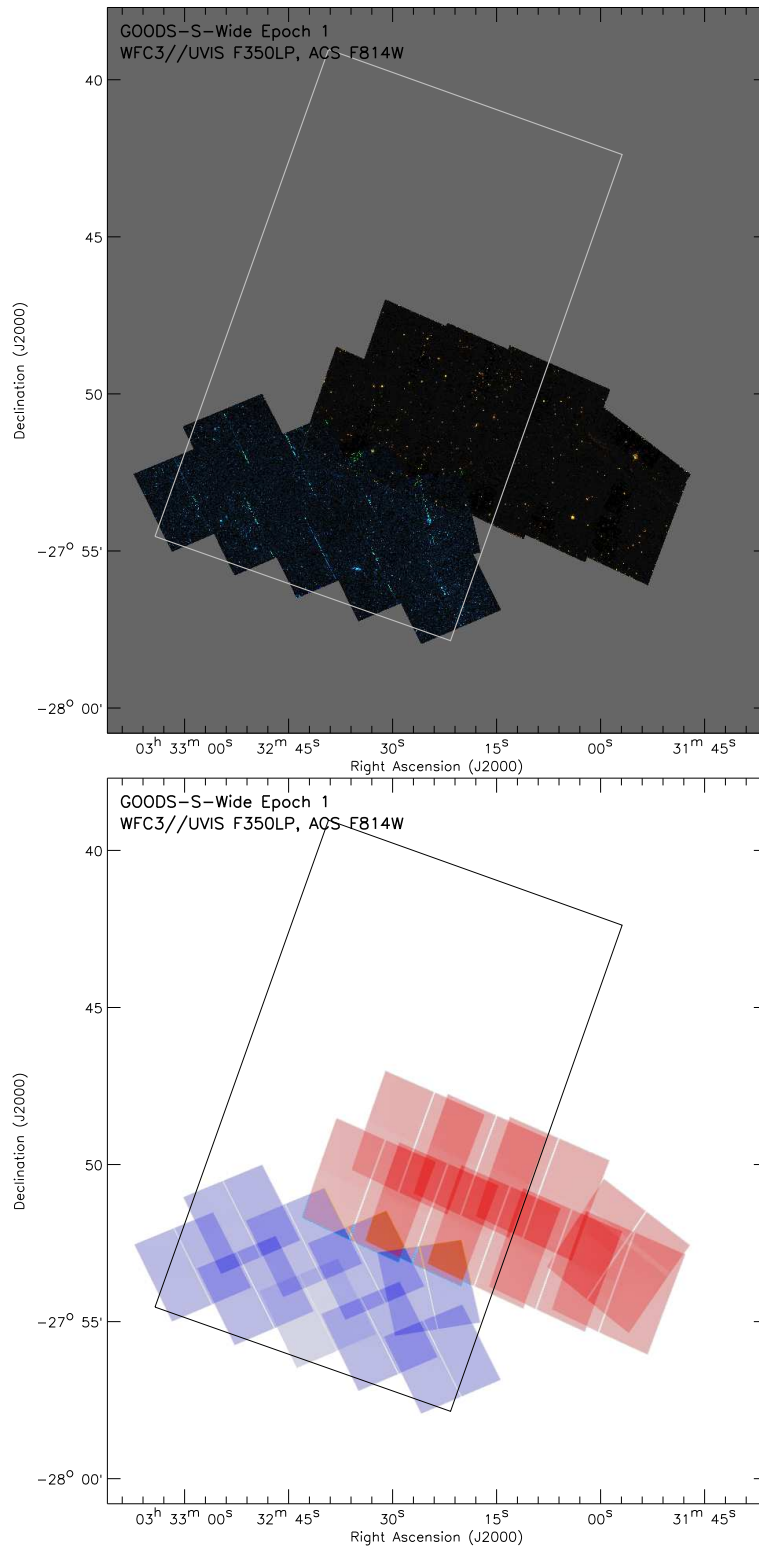 GOODS-S-Wide Epoch 1
WFC3//UVIS F350LP, ACS F814W
40
45
50
-27° 55'
-28° 00'
Declination (J2000)
03h 33m 00s 32m 45s 30s 15s 00s 31m 45s
Right Ascension (J2000)
GOODS-S-Wide Epoch 1
WFC3//UVIS F350LP, ACS F814W
40
45
50
-27° 55'
-28° 00'
Declination (J2000)
03h 33m 00s 32m 45s 30s 15s 00s 31m 45s
Right Ascension (J2000)